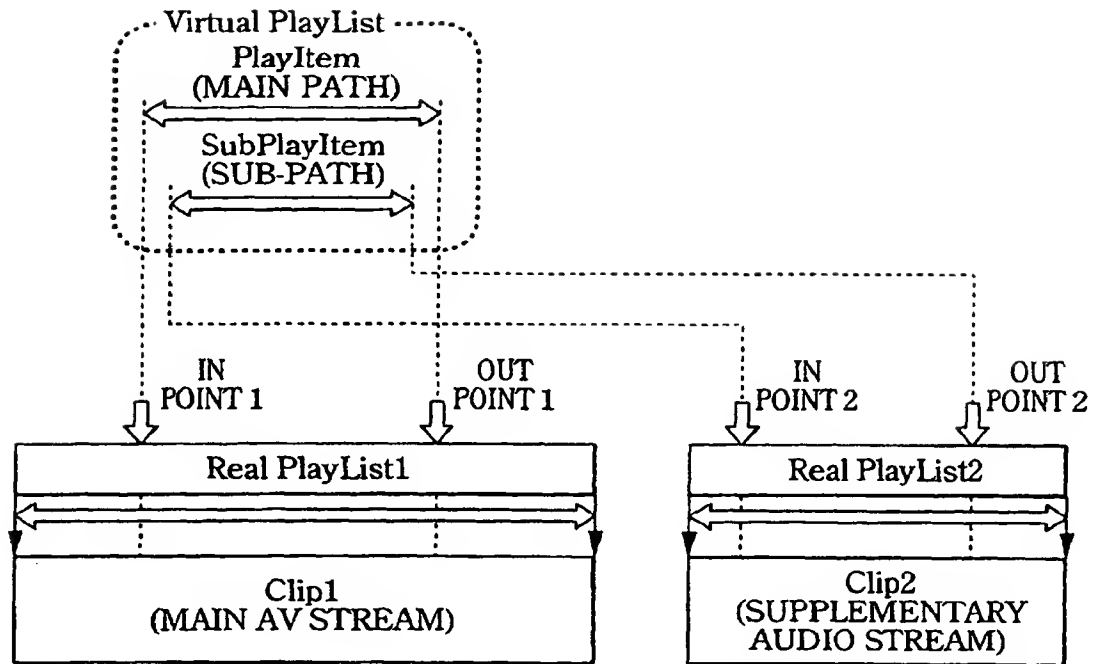 Virtual PlayList
PlayItem
(MAIN PATH)
SubPlayItem
(SUB-PATH)
IN
POINT 1
OUT
POINT 1
IN
POINT 2
OUT
POINT 2
Real PlayList1
Real PlayList2
Clip1
(MAIN AV STREAM)
Clip2
(SUPPLEMENTARY
AUDIO STREAM)